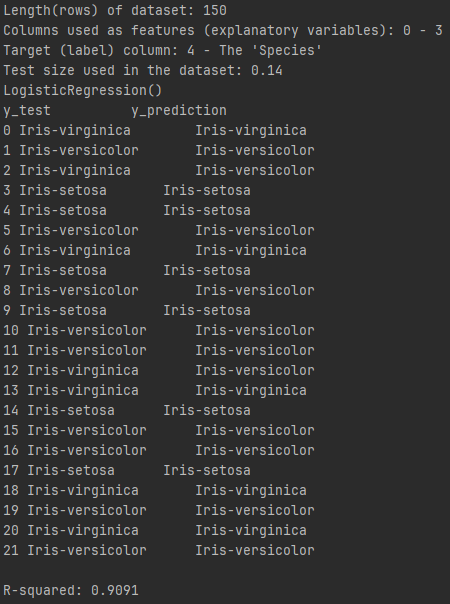 Length(rows) of dataset: 150
Columns used as features (explanatory variables): 0 - 3
Target (label) column: 4 - The 'Species'
Test size used in the dataset: 0.14
LogisticRegression()
y_test          y_prediction
0 Iris-virginica        Iris-virginica
1 Iris-versicolor       Iris-versicolor
2 Iris-virginica        Iris-versicolor
3 Iris-setosa       Iris-setosa
4 Iris-setosa       Iris-setosa
5 Iris-versicolor       Iris-versicolor
6 Iris-virginica        Iris-virginica
7 Iris-setosa       Iris-setosa
8 Iris-versicolor       Iris-versicolor
9 Iris-setosa       Iris-setosa
10 Iris-versicolor      Iris-versicolor
11 Iris-versicolor      Iris-versicolor
12 Iris-virginica       Iris-versicolor
13 Iris-virginica       Iris-virginica
14 Iris-setosa      Iris-setosa
15 Iris-versicolor      Iris-versicolor
16 Iris-versicolor      Iris-versicolor
17 Iris-setosa      Iris-setosa
18 Iris-virginica       Iris-virginica
19 Iris-versicolor      Iris-versicolor
20 Iris-virginica       Iris-virginica
21 Iris-versicolor      Iris-versicolor
R-squared: 0.9091